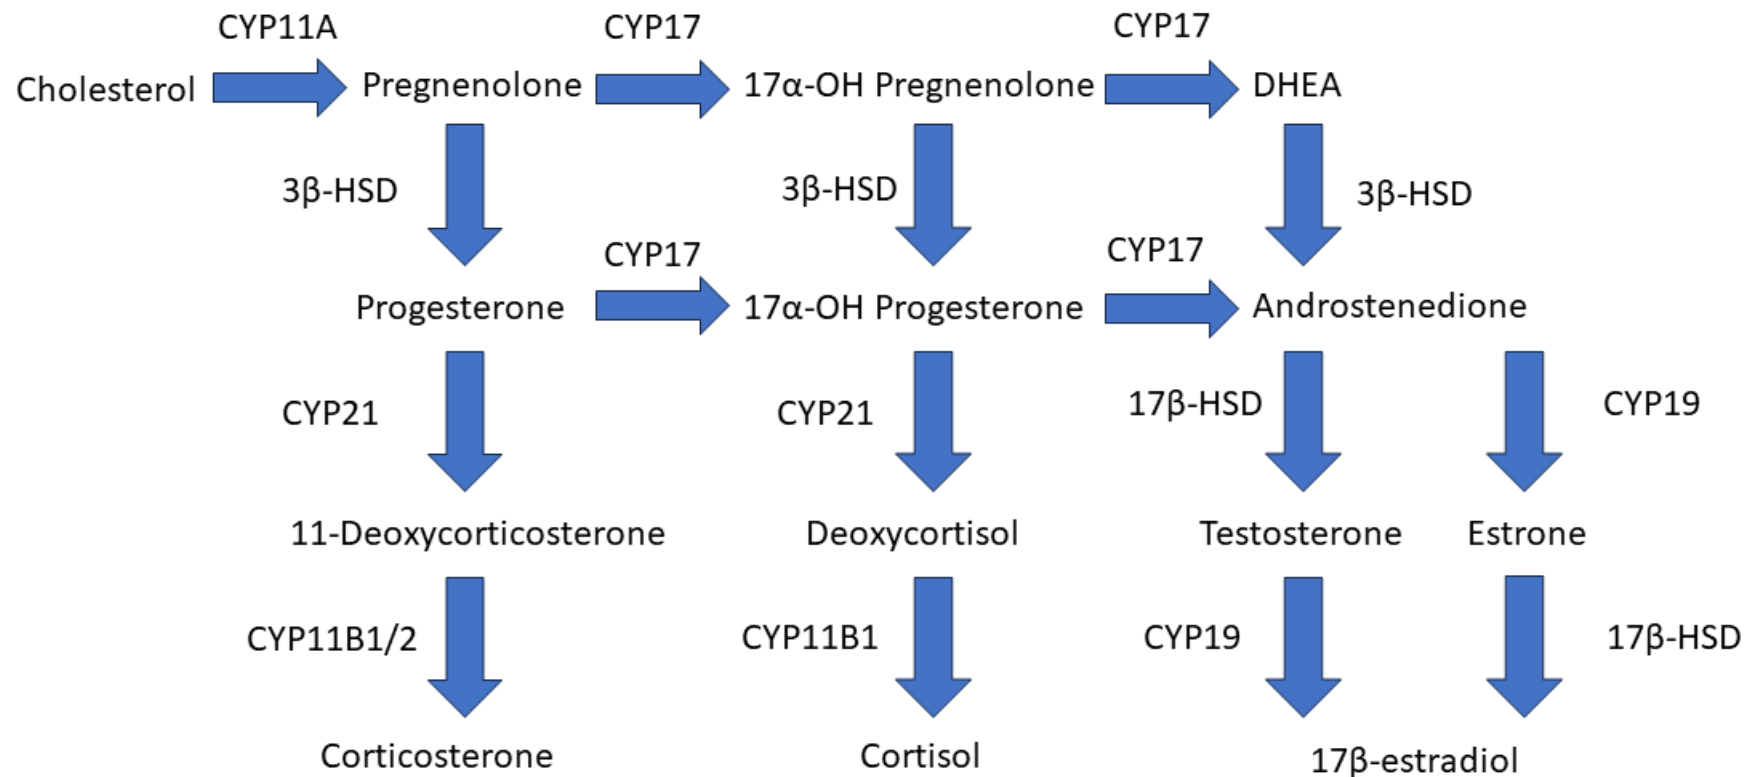 CYP11A
CYP17
CYP17
Cholesterol
Pregnenolone
17α-OH Pregnenolone
DHEA
3β-HSD
3β-HSD
3β-HSD
CYP17
CYP17
Progesterone
17α-OH Progesterone
Androstenedione
CYP21
CYP21
17β-HSD
CYP19
11-Deoxycorticosterone
Deoxycortisol
Testosterone
Estrone
CYP11B1/2
CYP11B1
CYP19
17β-HSD
Corticosterone
Cortisol
17β-estradiol